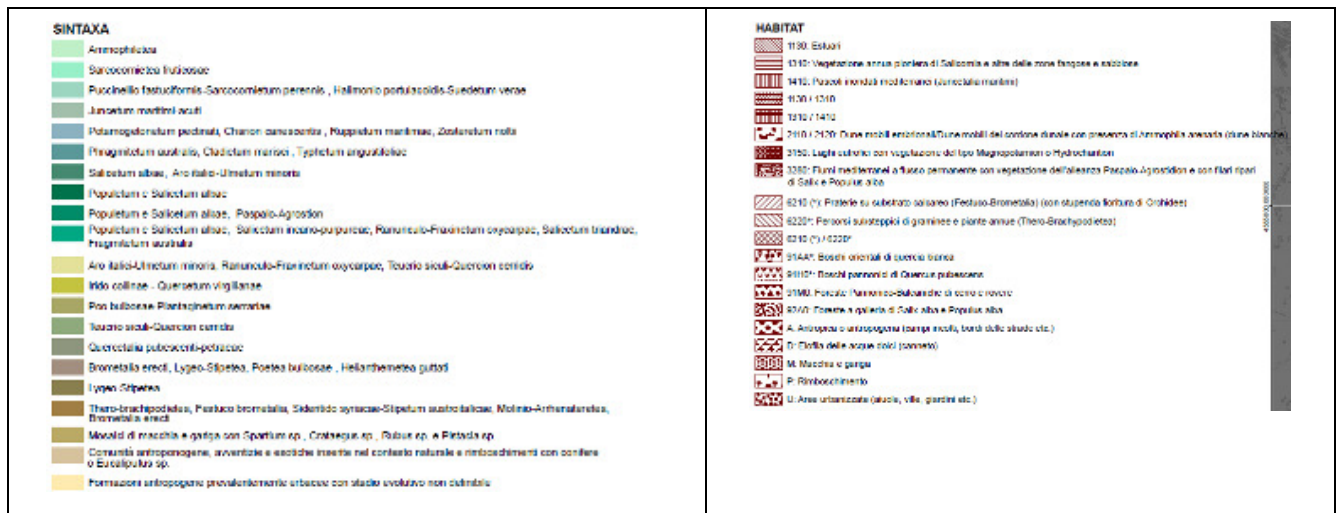 SINTAXA
Ammophiletea
Sarcocornietea fruticosae
Puccinellio festuciformis-Sarcocornietum perennis , Halimonio portulacoidis-Suedetum verae
Juncetum maritimi-acuti
Potamogetonetum pectinati, Charion canescentis , Ruppietum maritimae, Zosteretum noltii
Phragmitetum australis, Cladietum marisci , Typhetum angustifoliae
Salicetum albae, Aro italici-Ulmetum minoris
Populetum e Salicetum albae
Populetum e Salicetum albae, Paspalo-Agrostion
Populetum e Salicetum albae, Salicetum incano-purpureae, Ranunculo-Fraxinetum oxycarpae, Salicetum triandrae,
Fragmitetum australis
Aro italici-Ulmetum minoris, Ranunculo-Fraxinetum oxycarpae, Teucrio siculi-Quercion cerridis
Irido collinae - Quercetum virgilianae
Poo bulbosae-Plantaginetum serrariae
Teucrio siculi-Quercion cerridis
Quercetalia pubescenti-petraeae
Brometalia erecti, Lygeo-Stipetea, Poetea bulbosae , Helianthemetea guttati
Lygeo Stipetea
Thero-brachipodietea, Festuco brometalia, Sideritido syriacae-Stipetum austroitalicae, Molinio-Arrhenateretea,
Brometalia erecti
Mosaici di macchia e gariga con Spartium sp., Crataegus sp., Rubus sp. e Pistacia sp.
Comunità antropogene, avventizie e esotiche inserite nel contesto naturale e rimboschimenti con conifere
o Eucaliptus sp.
Formazioni antropogene prevalentemente erbacee con stadio evolutivo non definibile
HABITAT
1130: Estuari
1310: Vegetazione annua pioniera di Salicornia e altre delle zone fangose e sabbiose
1410: Pascoli inondati mediterranei (Juncetalia maritimi)
1130 / 1310
1310 / 1410
2110 / 2120: Dune mobili embrionali/Dune mobili del cordone dunale con presenza di Ammophila arenaria (dune bianche)
3150: Laghi eutrofici con vegetazione del tipo Magnopotamion o Hydrocharition
3280: Fiumi mediterranei a flusso permanente con vegetazione dell'alleanza Paspalo-Agrostidion e con filari ripari
di Salix e Populus alba
6210 (*): Praterie su substrato calcareo (Festuco-Brometalia) (con stupenda fioritura di Orchidee)
6220*: Percorsi substeppici di graminee e piante annue (Thero-Brachypodietea)
6210 (*) / 6220*
91AA*: Boschi orientali di quercia bianca
91H0*: Boschi pannonici di Quercus pubescens
91M0: Foreste Pannonico-Balcaniche di cerro e rovere
92A0: Foreste a galleria di Salix alba e Populus alba
A: Antropica o antropogena (campi incolti, bordi delle strade etc.)
D: Elofila delle acque dolci (canneto)
M: Macchia e gariga
P: Rimboschimento
U: Aree urbanizzate (aiuole, ville, giardini etc.)